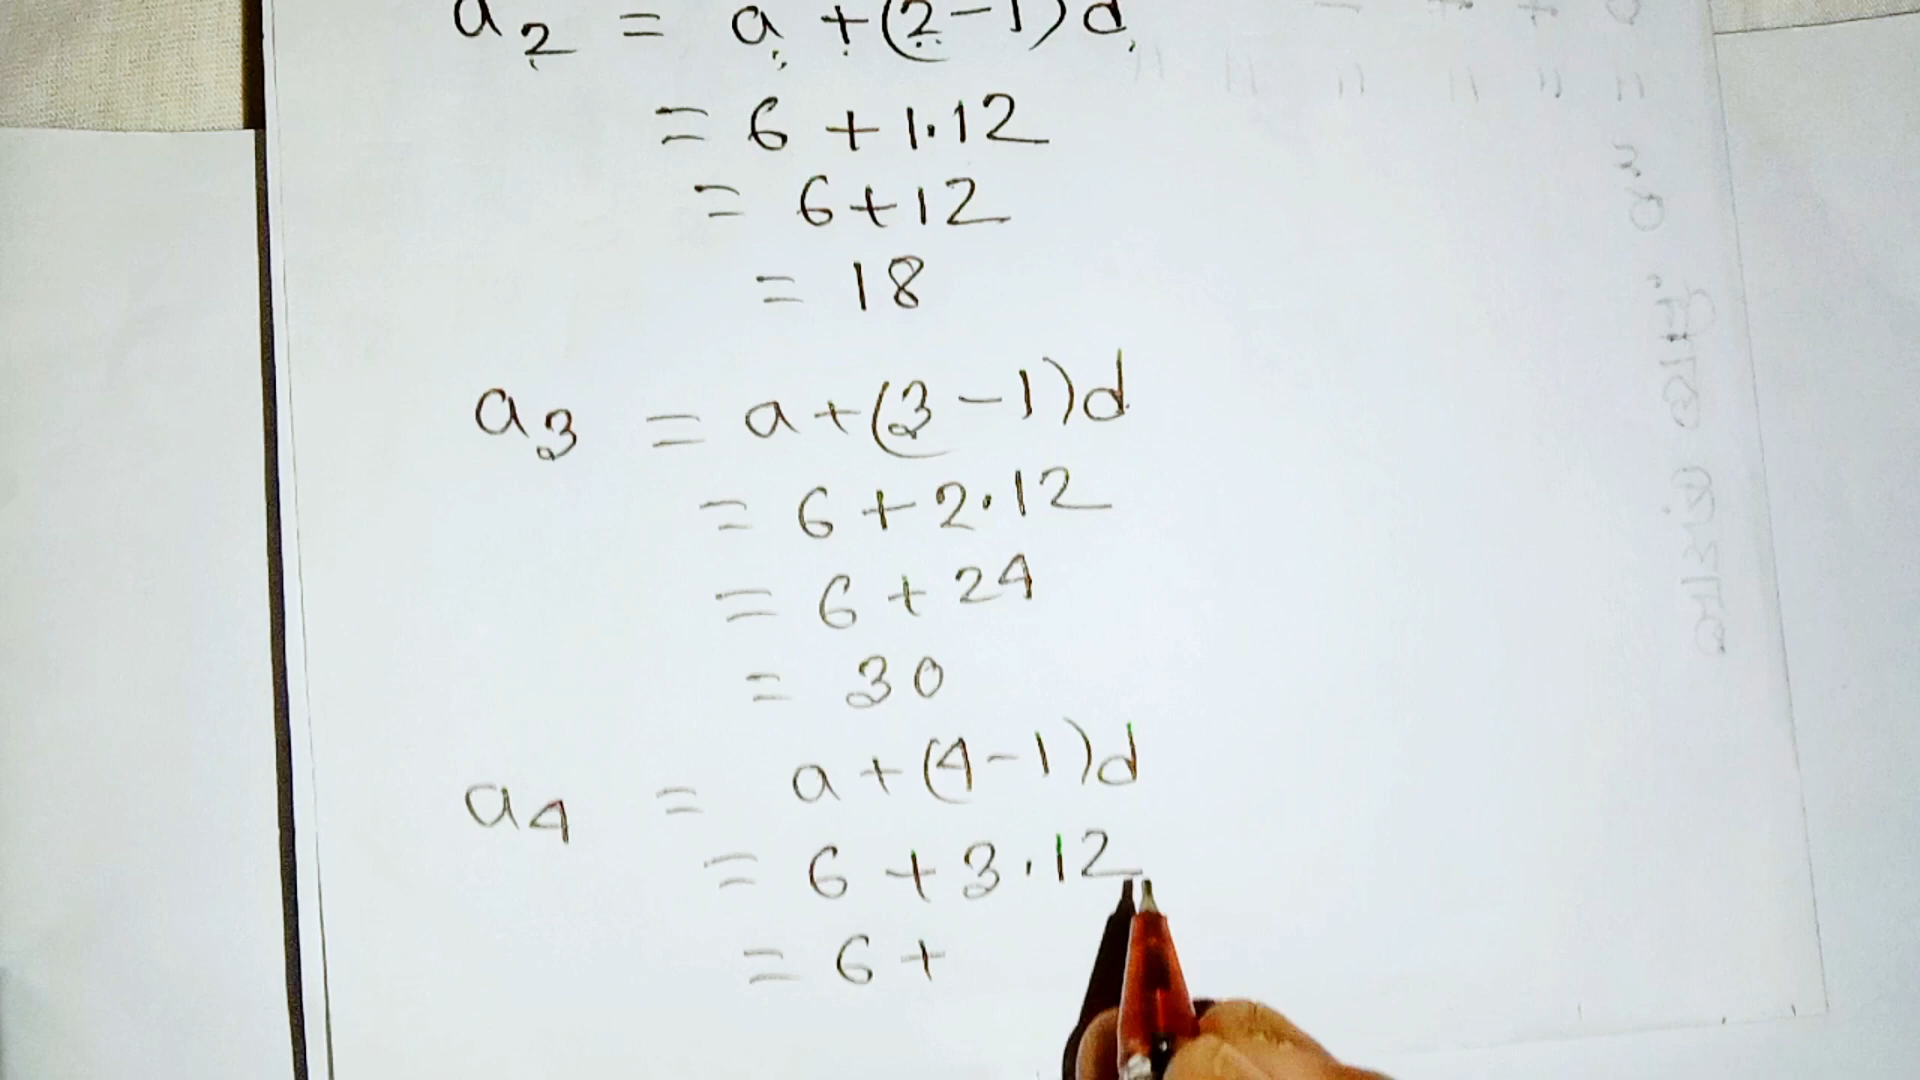 a2 = a + (2-1)d
= 6 + 1.12
= 6+12
= 18
a3 = a+(3-1)d
= 6+2.12
= 6+24
= 30
a4 = a+(4-1)d
= 6+3.12
= 6+